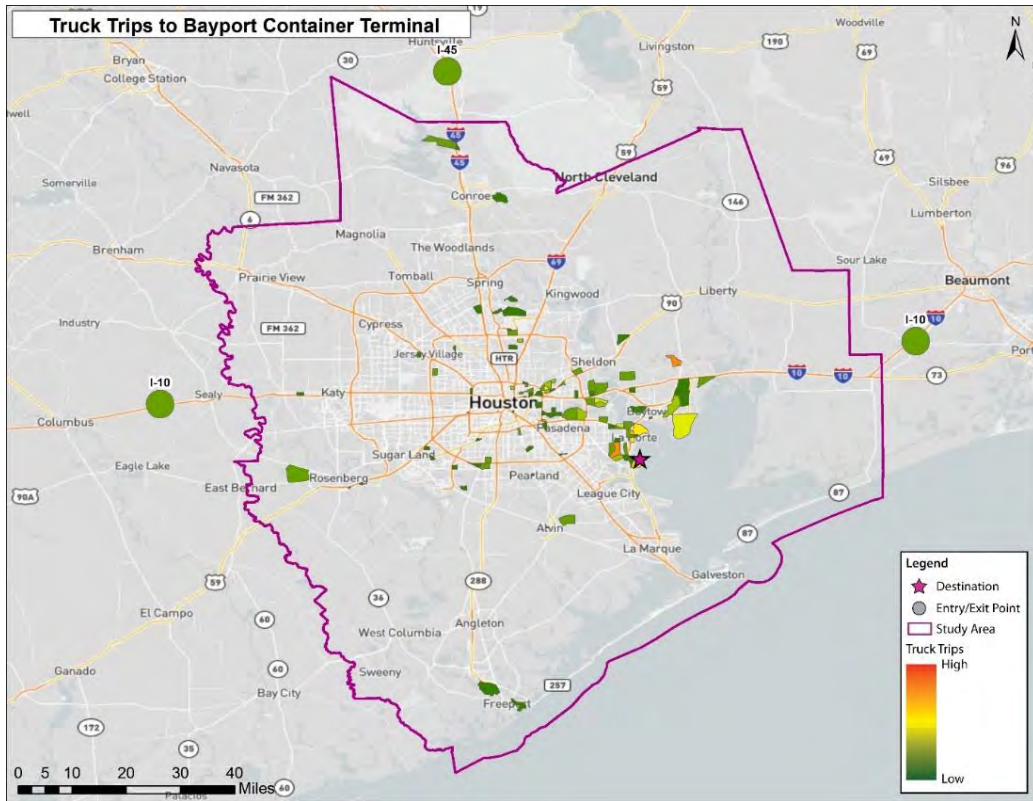 Truck Trips to Bayport Container Terminal
19
Woodville
Huntsville
N
Livingston
190
69
Bryan
30
I-45
College Station
59
69
96
45
Navasota
45
59
Silsbee
North Cleveland
Somerville
FM 362
Conroe
146
6
Lumberton
Magnolia
Brenham
The Woodlands
Sour Lake
Prairie View
Tomball
69
Beaumont
Spring
Kingwood
Liberty
90
Industry
FM 362
Cypress
I-10
10
Jersey Village
HTR
Sheldon
10
10
73
I-10
Sealy
Katy
Houston
Columbus
Pasadena
La Porte
Eagle Lake
Sugar Land
East Bernard
Rosenberg
Pearland
90A
League City
87
Alvin
87
La Marque
59
Galveston
288
El Campo
36
Angleton
60
West Columbia
Ganado
60
Sweeny
257
Bay City
Freeport
172
35
60
Palacios
0 5 10 20 30 40
Miles
Legend
Destination
Entry/Exit Point
Study Area
Truck Trips
High
Low